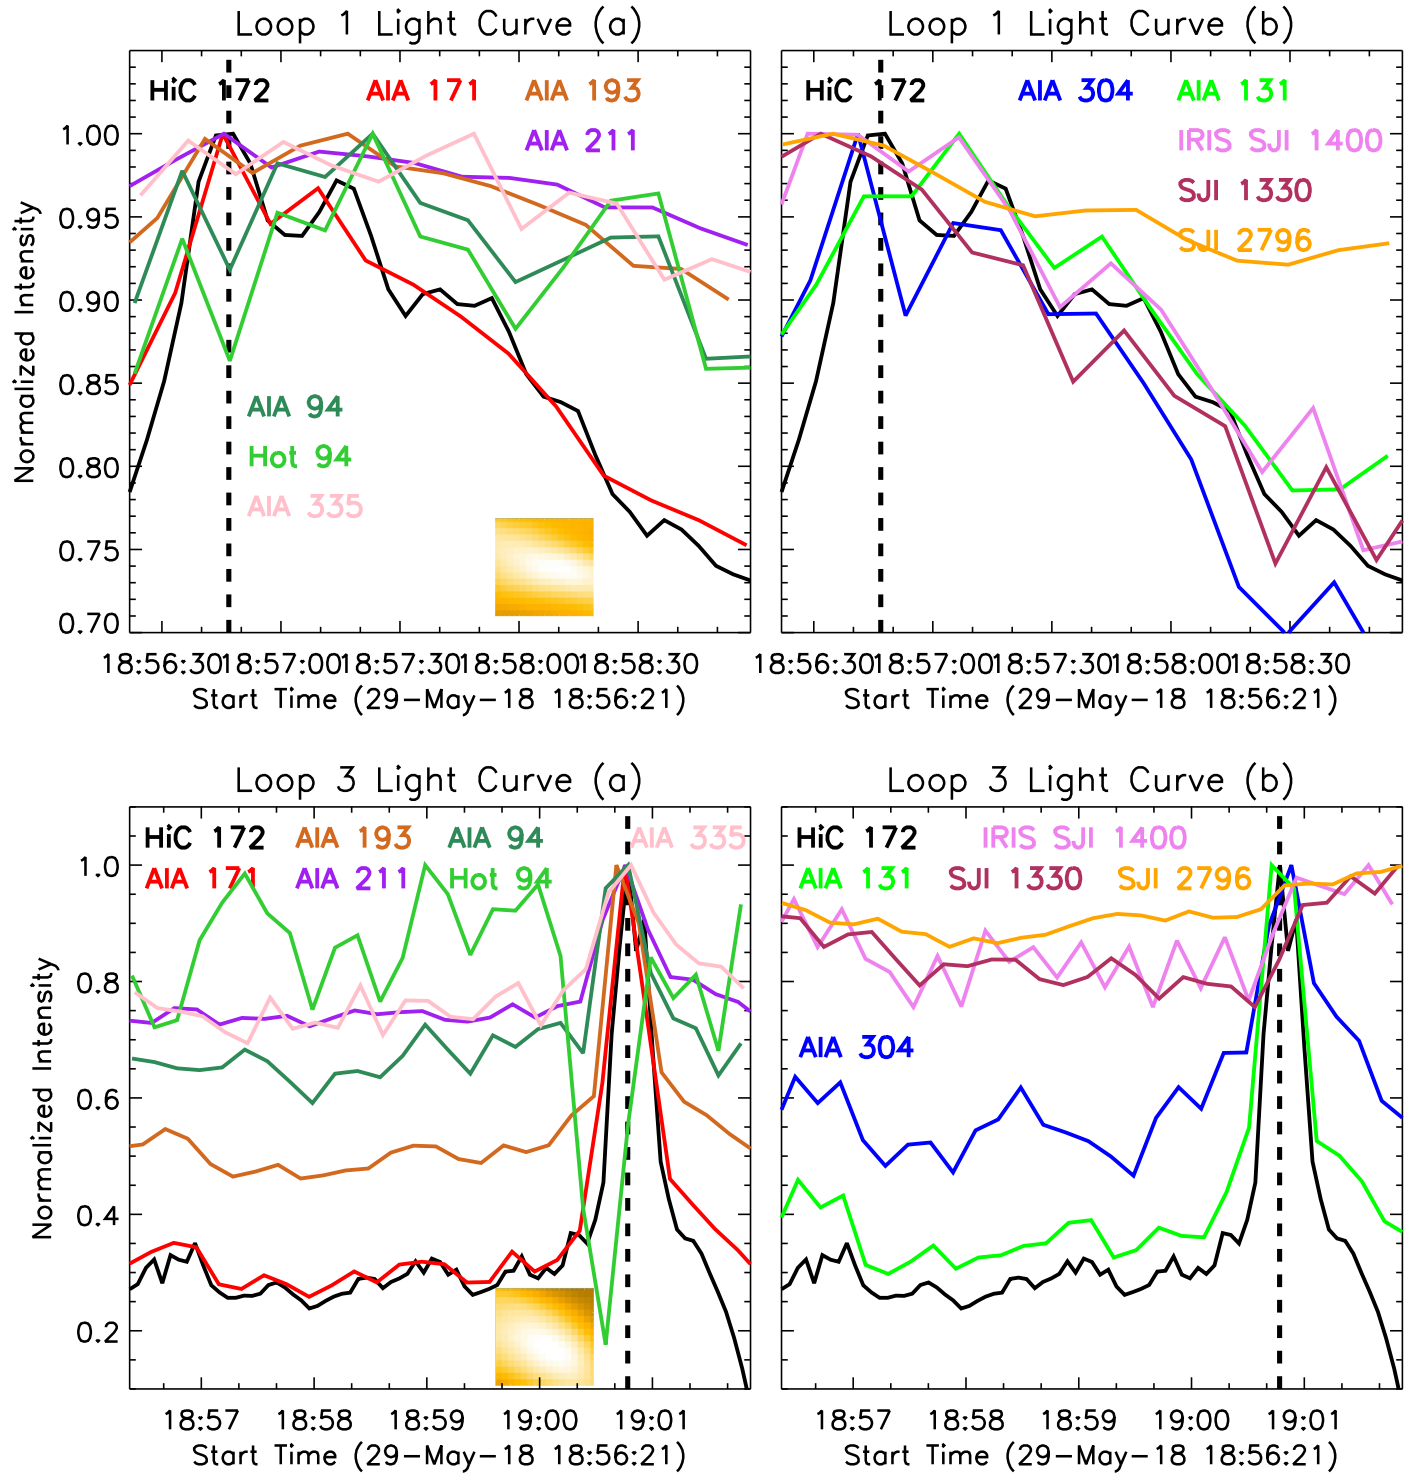 Loop 1 Light Curve (a)
HiC 172 AIA 171 AIA 193
AIA 211
AIA 94
Hot 94
AIA 335
Normalized Intensity
1.00
0.95
0.90
0.85
0.80
0.75
0.70
18:56:30 18:57:00 18:57:30 18:58:00 18:58:30
Start Time (29-May-18 18:56:21)
Loop 1 Light Curve (b)
HiC 172 AIA 304 AIA 131
IRIS SJI 1400
SJI 1330
SJI 2796
18:56:30 18:57:00 18:57:30 18:58:00 18:58:30
Start Time (29-May-18 18:56:21)
Loop 3 Light Curve (a)
HiC 172 AIA 193 AIA 94 AIA 335
AIA 171 AIA 211 Hot 94
Normalized Intensity
1.0
0.8
0.6
0.4
0.2
18:57 18:58 18:59 19:00 19:01
Start Time (29-May-18 18:56:21)
Loop 3 Light Curve (b)
HiC 172 IRIS SJI 1400
AIA 131 SJI 1330 SJI 2796
AIA 304
18:57 18:58 18:59 19:00 19:01
Start Time (29-May-18 18:56:21)